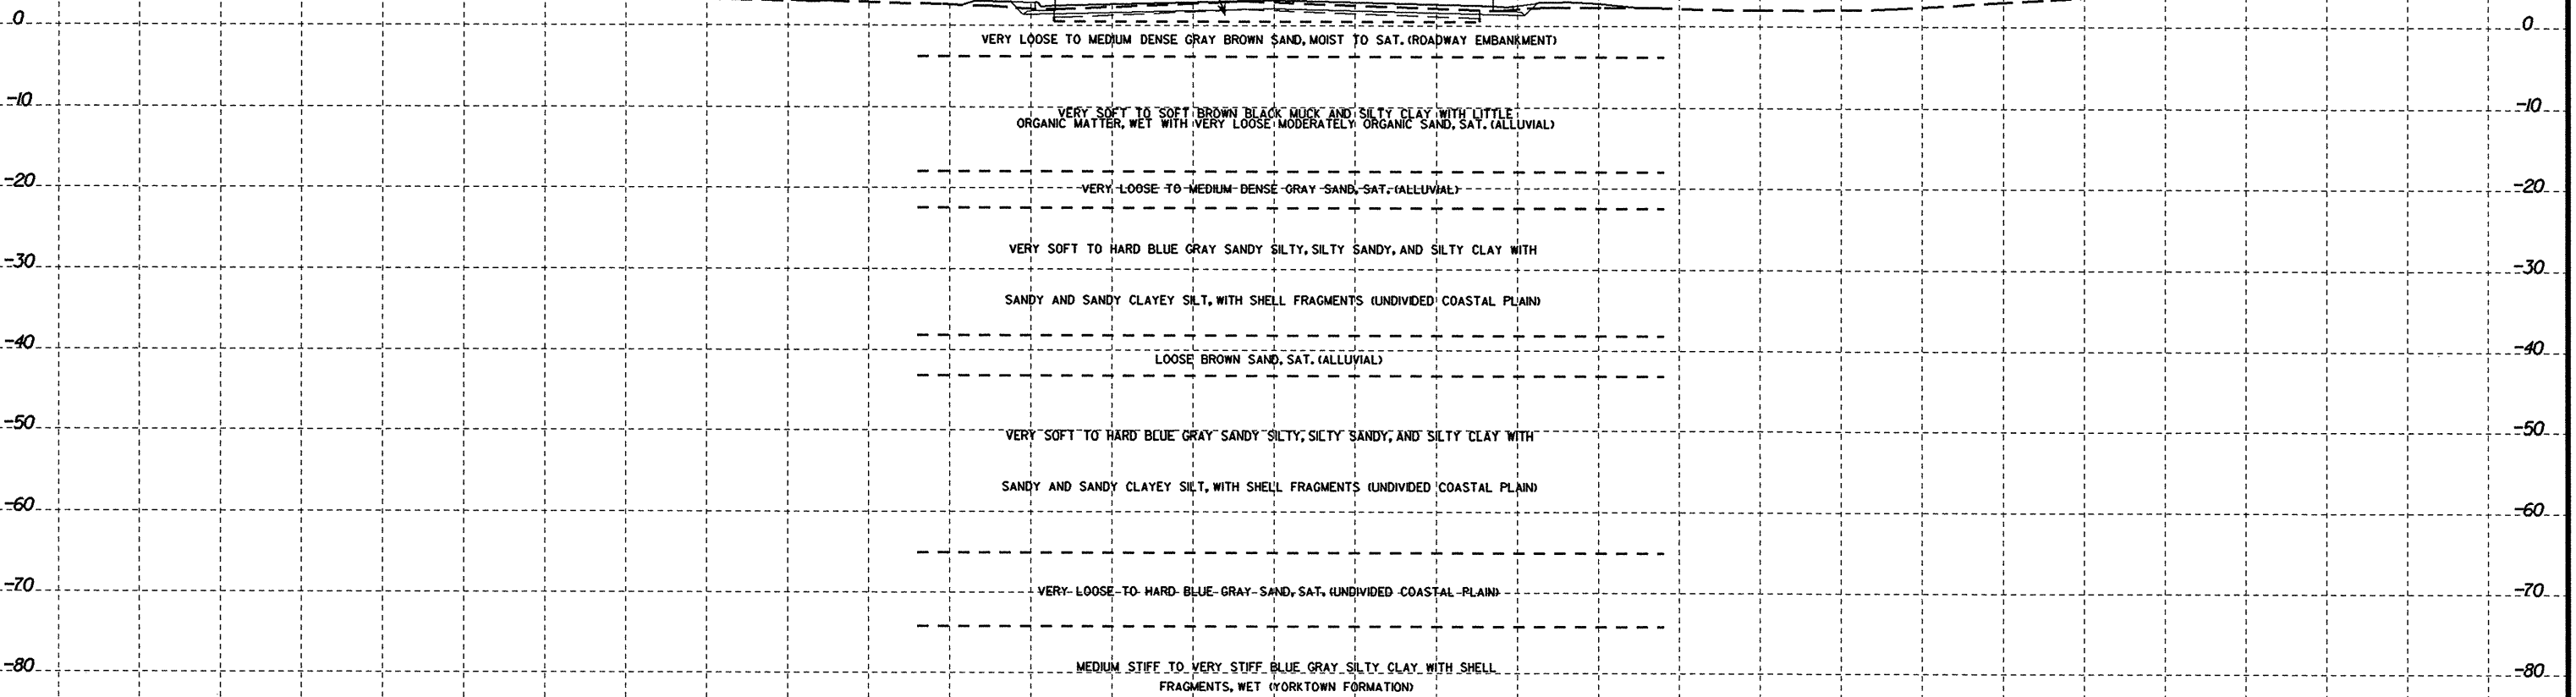 0 0
VERY LOOSE TO MEDIUM DENSE GRAY BROWN SAND, MOIST TO SAT. (ROADWAY EMBANKMENT)
-10 -10
VERY SOFT TO SOFT BROWN BLACK MUCK AND SILTY CLAY WITH LITTLE
ORGANIC MATTER, WET WITH VERY LOOSE MODERATELY ORGANIC SAND, SAT. (ALLUVIAL)
-20 -20
VERY LOOSE TO MEDIUM DENSE GRAY SAND, SAT. (ALLUVIAL)
VERY SOFT TO HARD BLUE GRAY SANDY SILTY, SILTY SANDY, AND SILTY CLAY WITH
-30 -30
SANDY AND SANDY CLAYEY SILT, WITH SHELL FRAGMENTS (UNDIVIDED COASTAL PLAIN)
-40 -40
LOOSE BROWN SAND, SAT. (ALLUVIAL)
-50 -50
VERY SOFT TO HARD BLUE GRAY SANDY SILTY, SILTY SANDY, AND SILTY CLAY WITH
SANDY AND SANDY CLAYEY SILT, WITH SHELL FRAGMENTS (UNDIVIDED COASTAL PLAIN)
-60 -60
-70 -70
VERY LOOSE TO HARD BLUE GRAY SAND, SAT. (UNDIVIDED COASTAL PLAIN)
-80 -80
MEDIUM STIFF TO VERY STIFF BLUE GRAY SILTY CLAY WITH SHELL
FRAGMENTS, WET (YORKTOWN FORMATION)